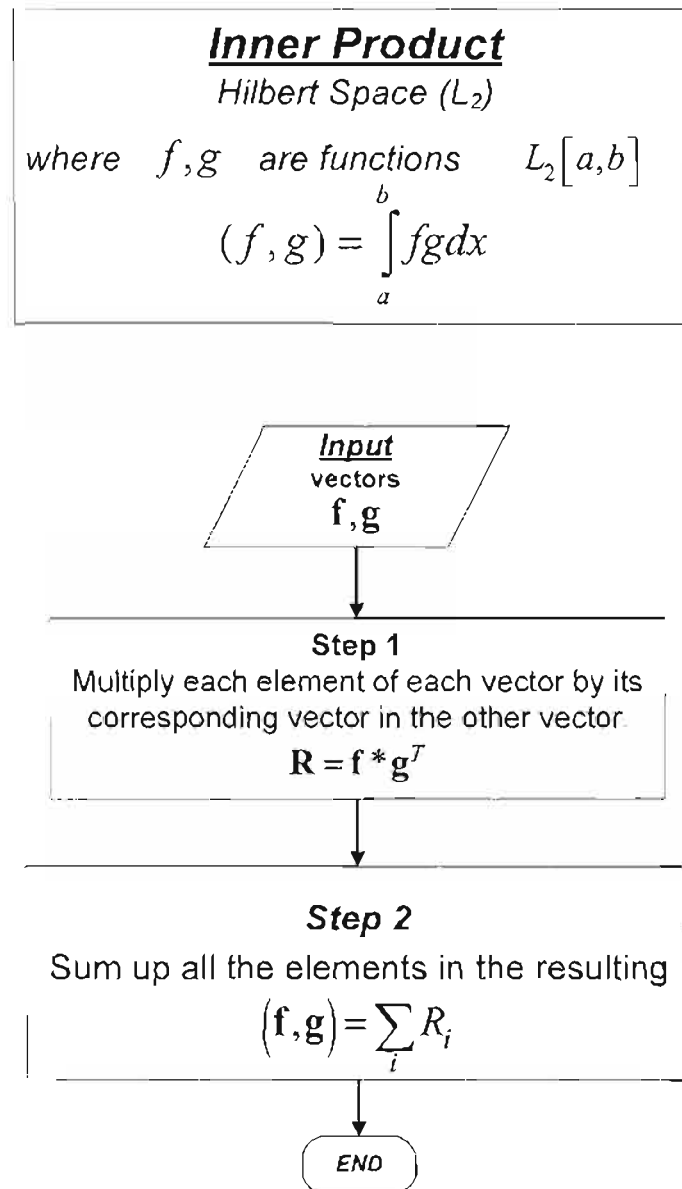 Inner Product
Hilbert Space (L₂)
where f,g are functions L₂[a,b]
(f,g) = ∫ₐᵇ fgdx
Input
vectors
f,g
Step 1
Multiply each element of each vector by its
corresponding vector in the other vector
R = f * gᵀ
Step 2
Sum up all the elements in the resulting
(f,g) = ∑ᵢ Rᵢ
END